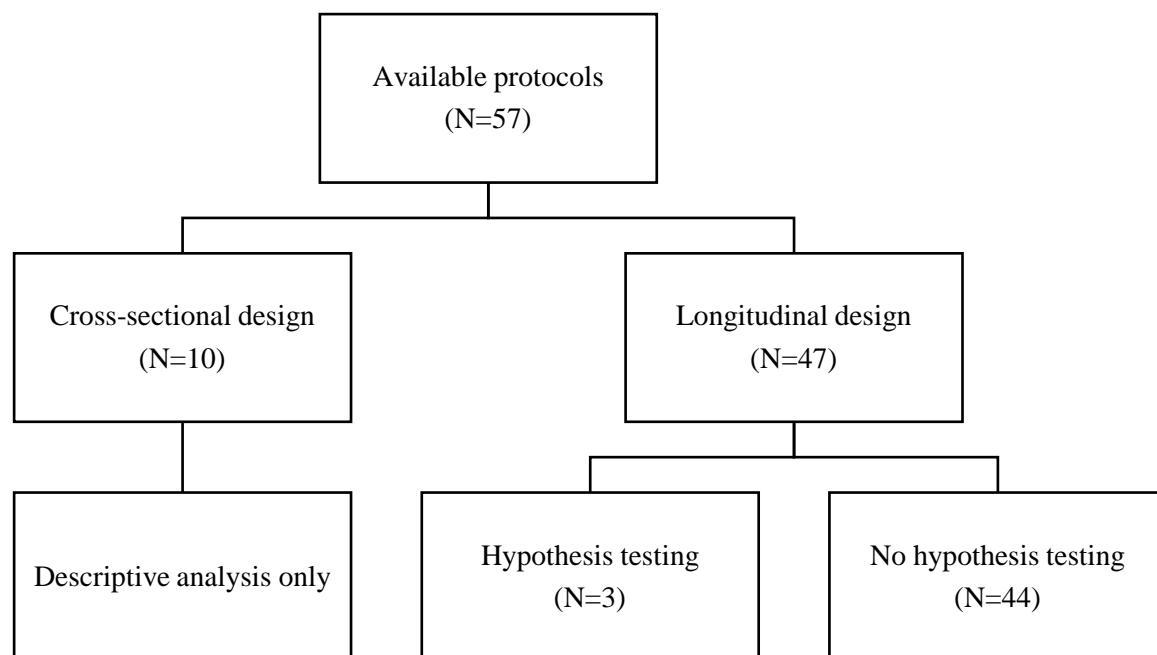 Available protocols
(N=57)
Cross-sectional design
(N=10)
Longitudinal design
(N=47)
Descriptive analysis only
Hypothesis testing
(N=3)
No hypothesis testing
(N=44)